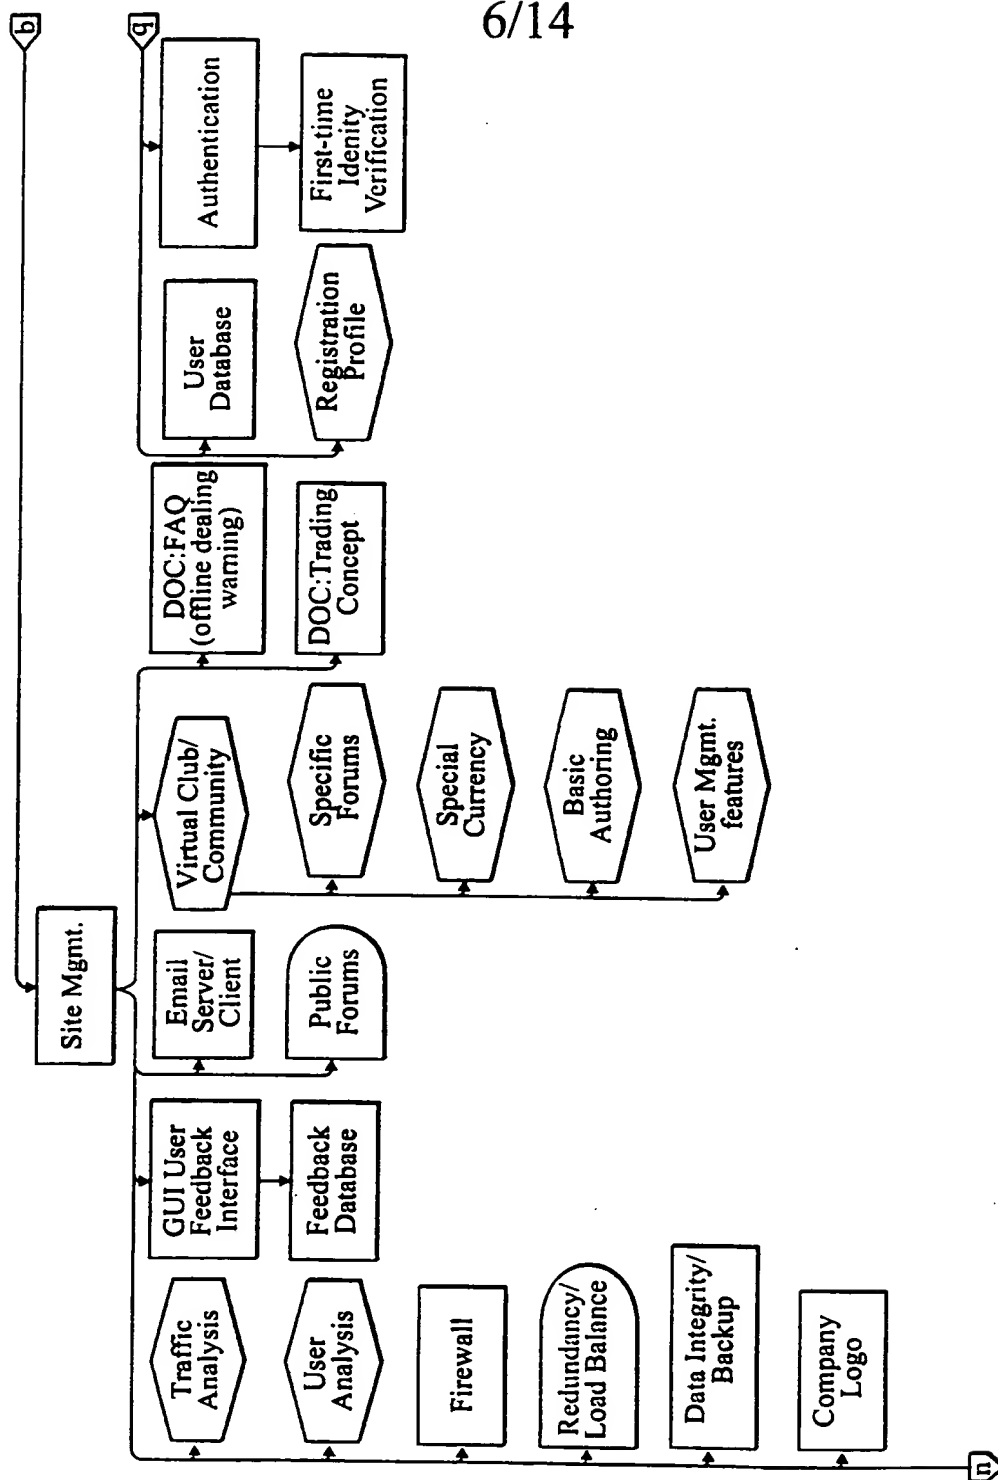 6/14
b
q
Site Mgmt.
Authentication
First-time
Idenity
Verification
User
Database
Registration
Profile
DOC:FAQ
(offline dealing
warning)
DOC:Trading
Concept
Virtual Club/
Community
Specific
Forums
Special
Currency
Basic
Authoring
User Mgmt.
features
Email
Server/
Client
Public
Forums
GUI User
Feedback
Interface
Feedback
Database
Traffic
Analysis
User
Analysis
Firewall
Redundancy/
Load Balance
Data Integrity/
Backup
Company
Logo
n